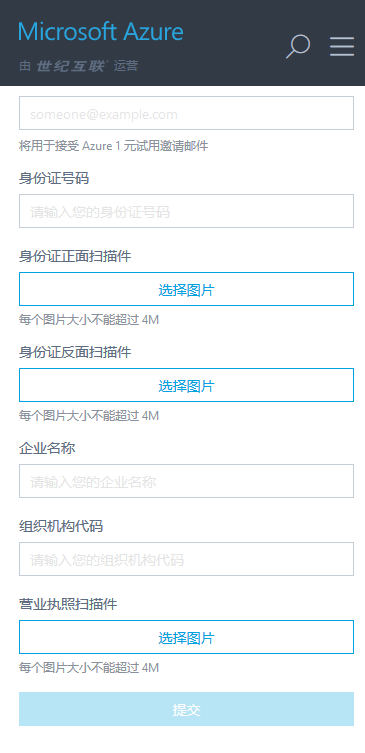 Microsoft Azure
由 世纪互联 运营
someone@example.com
将用于接受 Azure 1 元试用邀请邮件
身份证号码
请输入您的身份证号码
身份证正面扫描件
选择图片
每个图片大小不能超过 4M
身份证反面扫描件
选择图片
每个图片大小不能超过 4M
企业名称
请输入您的企业名称
组织机构代码
请输入您的组织机构代码
营业执照扫描件
选择图片
每个图片大小不能超过 4M
提交